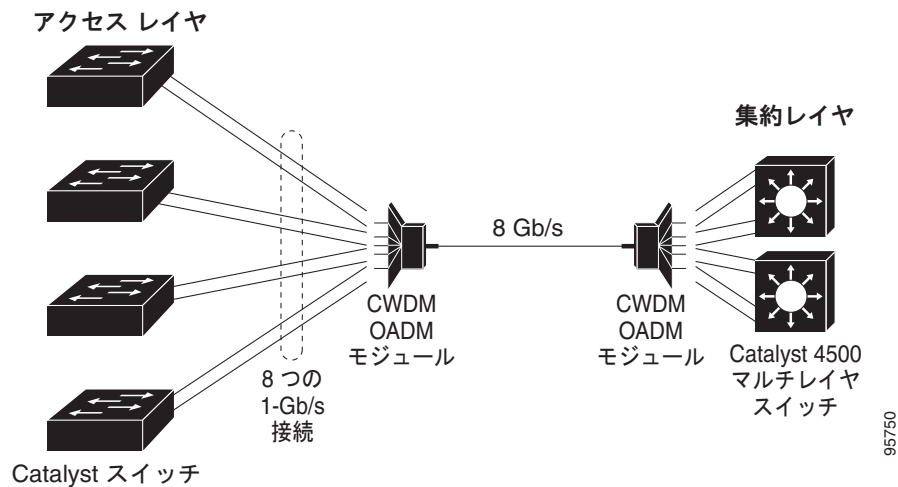 アクセス レイヤ
集約レイヤ
8 Gb/s
CWDM
OADM
モジュール
CWDM
OADM
モジュール
Catalyst 4500
マルチレイヤ
スイッチ
8 つの
1-Gb/s
接続
Catalyst スイッチ
95750